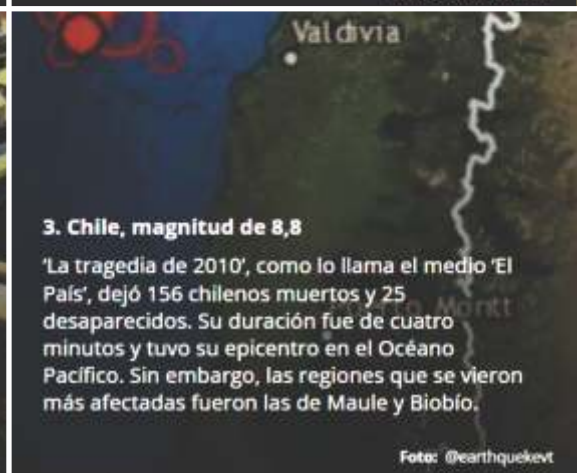 Valdivia
3. Chile, magnitud de 8,8
'La tragedia de 2010', como lo llama el medio 'El
País', dejó 156 chilenos muertos y 25
desaparecidos. Su duración fue de cuatro
minutos y tuvo su epicentro en el Océano
Pacífico. Sin embargo, las regiones que se vieron
más afectadas fueron las de Maule y Biobío.
Montt
Foto: @earthquekevt